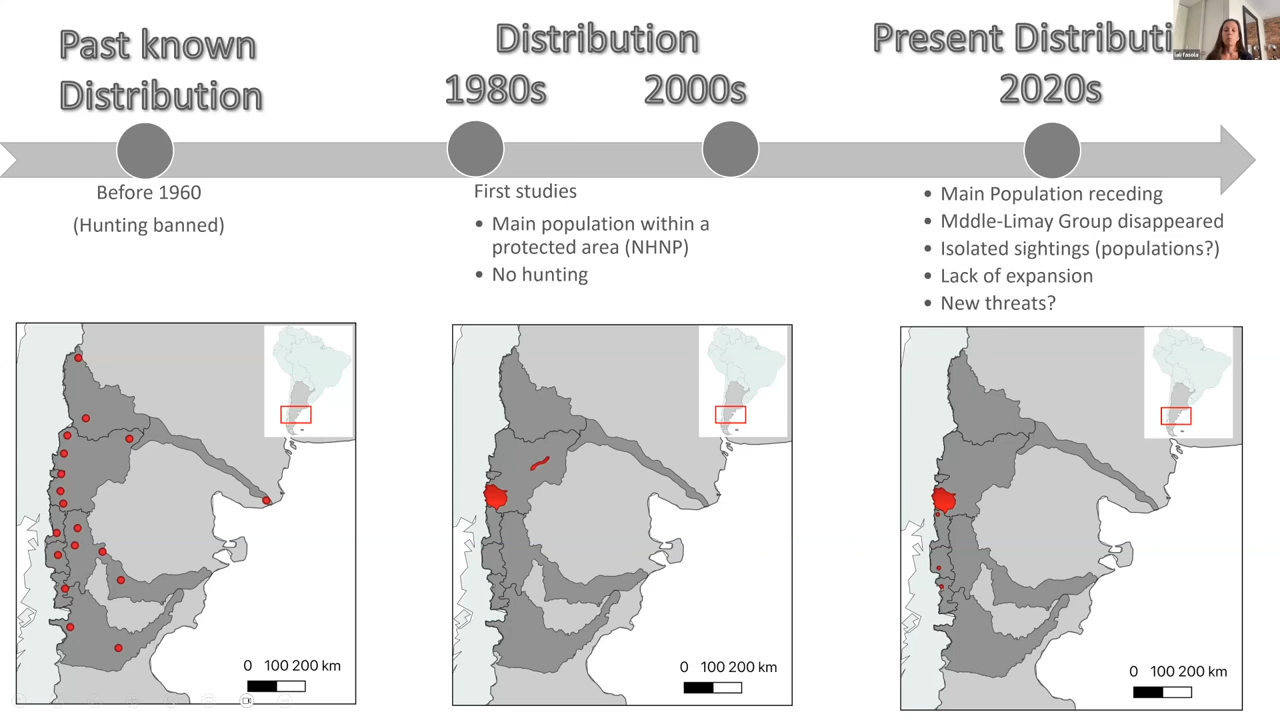 Past known
Distribution
Distribution
1980s
2000s
Present Distributi
2020s
lai fasola
Before 1960
(Hunting banned)
First studies
• Main population within a
protected area (NHNP)
• No hunting
• Main Population receding
• Mddle-Limay Group disappeared
• Isolated sightings (populations?)
• Lack of expansion
• New threats?
0 100 200 km
0 100 200 km
0 100 200 km